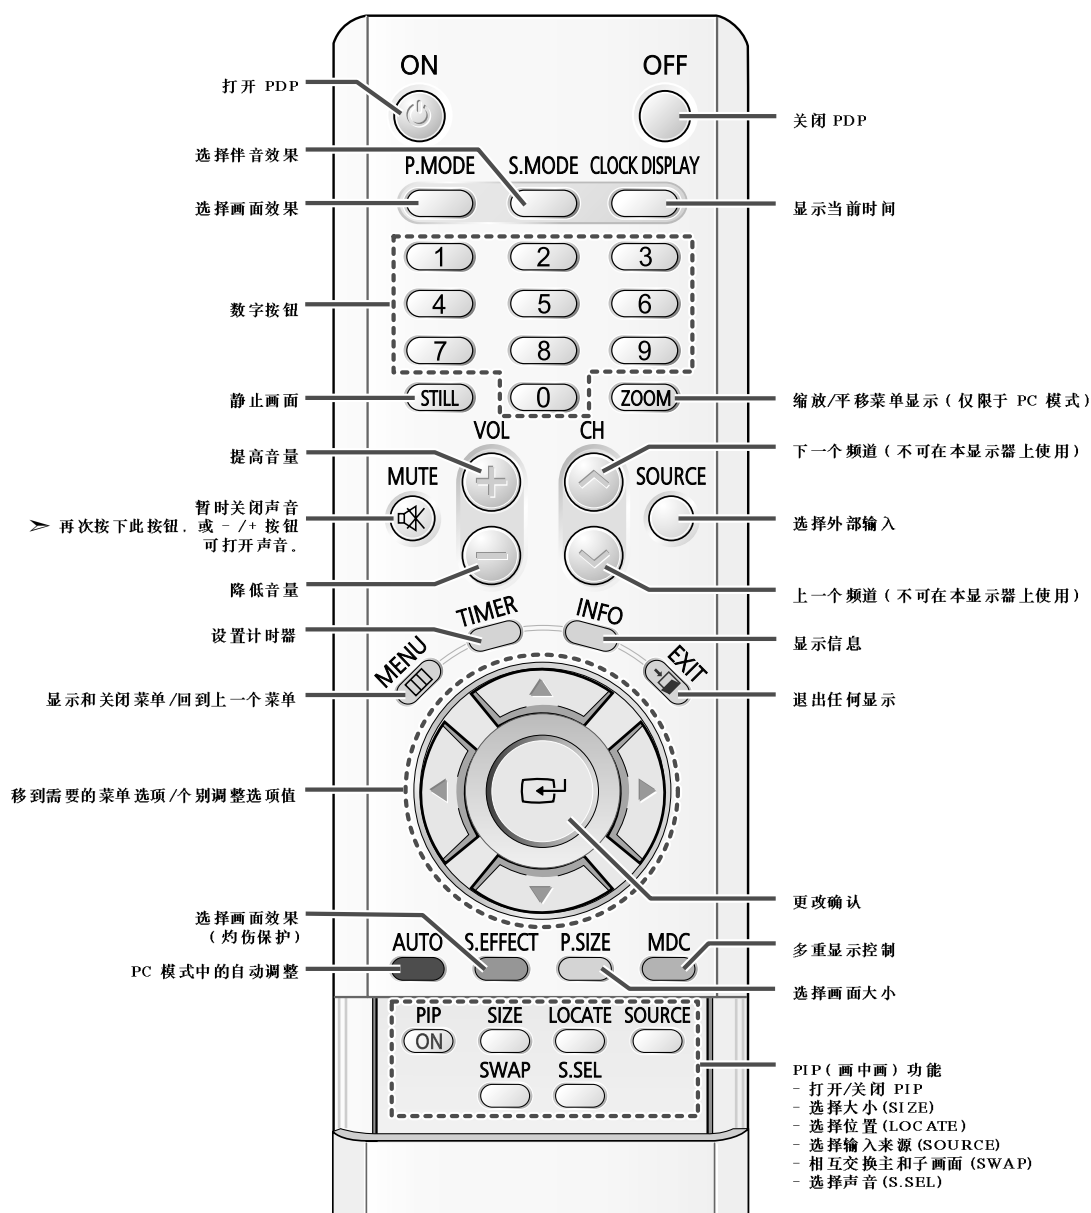 ON
OFF
打开 PDP
关闭 PDP
选择伴音效果
P.MODE
S.MODE
CLOCK DISPLAY
选择画面效果
显示当前时间
1
2
3
数字按钮
4
5
6
7
8
9
静止画面
STILL
0
ZOOM
缩放/平移菜单显示 ( 仅限于 PC 模式 )
VOL
CH
提高音量
下一个频道 ( 不可在本显示器上使用 )
MUTE
SOURCE
暂时关闭声音
➣ 再次按下此按钮, 或 - /+ 按钮
可打开声音。
选择外部输入
降低音量
上一个频道 ( 不可在本显示器上使用 )
TIMER
INFO
设置计时器
显示信息
MENU
EXIT
显示和关闭菜单/回到上一个菜单
退出任何显示
移到需要的菜单选项/个别调整选项值
更改确认
选择画面效果
( 灼伤保护 )
AUTO
S.EFFECT
P.SIZE
MDC
多重显示控制
PC 模式中的自动调整
选择画面大小
PIP
SIZE
LOCATE
SOURCE
ON
SWAP
S.SEL
PIP ( 画中画 ) 功能
- 打开/关闭 PIP
- 选择大小 (SIZE)
- 选择位置 (LOCATE)
- 选择输入来源 (SOURCE)
- 相互交换主和子画面 (SWAP)
- 选择声音 (S.SEL)